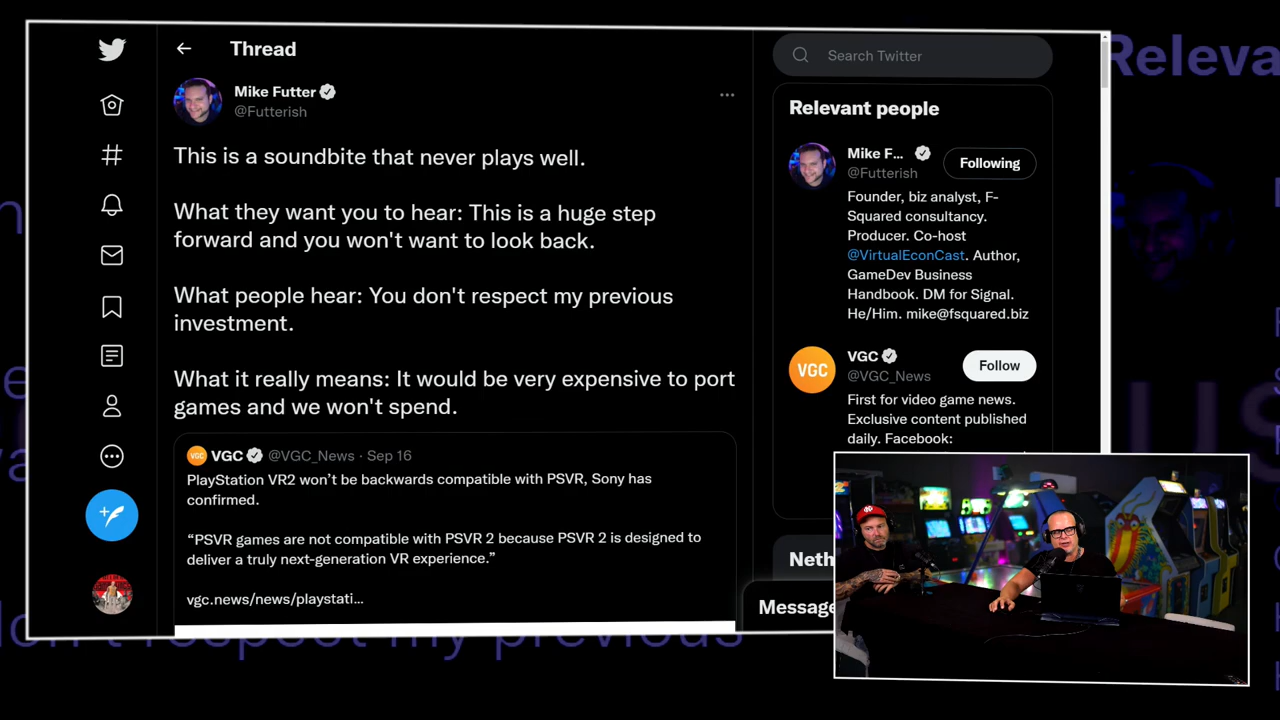 Thread
Mike Futter
@Futterish
This is a soundbite that never plays well.
What they want you to hear: This is a huge step
forward and you won't want to look back.
What people hear: You don't respect my previous
investment.
What it really means: It would be very expensive to port
games and we won't spend.
VGC @VGC_News · Sep 16
PlayStation VR2 won’t be backwards compatible with PSVR, Sony has
confirmed.
“PSVR games are not compatible with PSVR 2 because PSVR 2 is designed to
deliver a truly next-generation VR experience.”
vgc.news/news/playstati...
Search Twitter
Relevant people
Mike F...
@Futterish
Following
Founder, biz analyst, F-
Squared consultancy.
Producer. Co-host
@VirtualEconCast. Author,
GameDev Business
Handbook. DM for Signal.
He/Him. mike@fsquared.biz
VGC
VGC
@VGC_News
Follow
First for video game news.
Exclusive content published
daily. Facebook:
Neth
Message
Releva
don't respect my previous